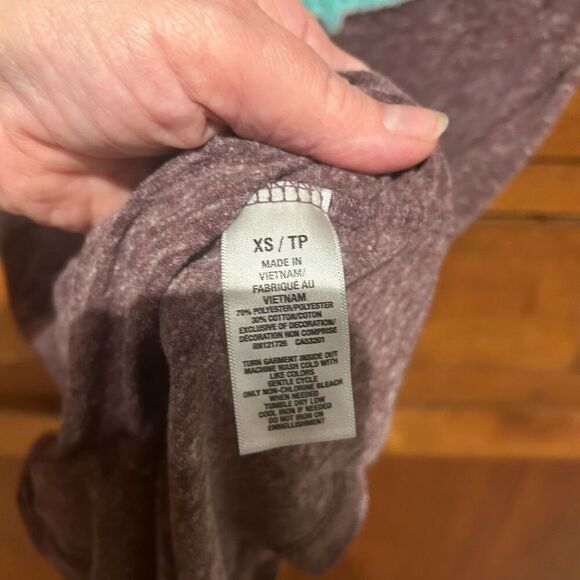 XS / TP
MADE IN
VIETNAM/
FABRIQUÉ AU
VIETNAM
70% POLYESTER/POLYESTER
30% COTTON/COTON
EXCLUSIVE OF DECORATION/
DÉCORATION NON COMPRISE
RN121726 CA53201
TURN GARMENT INSIDE OUT
MACHINE WASH COLD WITH
LIKE COLORS
GENTLE CYCLE
ONLY NON-CHLORINE BLEACH
WHEN NEEDED
TUMBLE DRY LOW
COOL IRON IF NEEDED
DO NOT IRON ON
EMBELLISHMENT